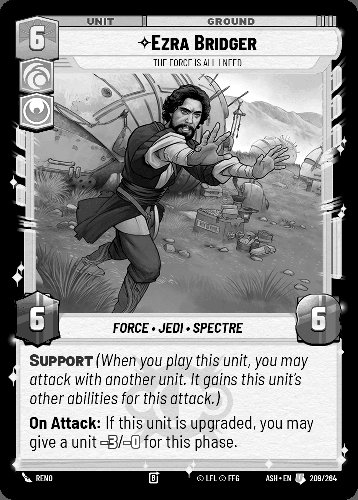 UNIT GROUND
6
EZRA BRIDGER
THE FORCE IS ALL I NEED
6 6
FORCE • JEDI • SPECTRE
SUPPORT (When you play this unit, you may
attack with another unit. It gains this unit's
other abilities for this attack.)
On Attack: If this unit is upgraded, you may
give a unit –3/–0 for this phase.
RENO 8 © LFL © FFG ASH • EN 209/264